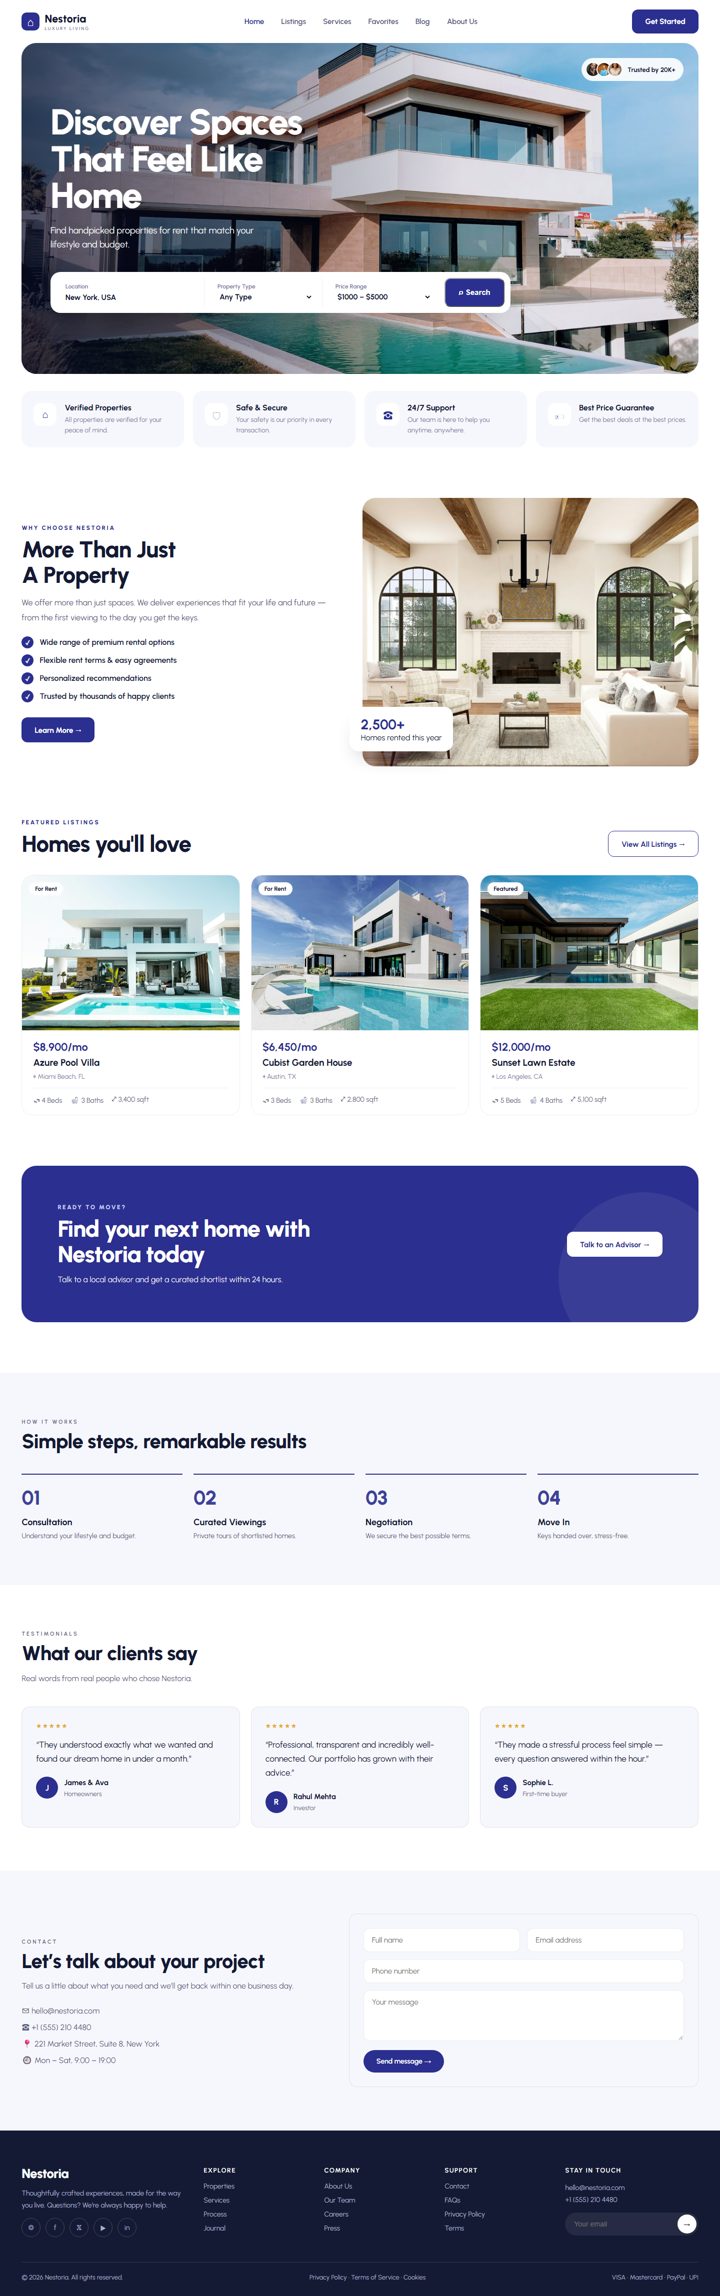 Nestoria
LUXURY LIVING
Home
Listings
Services
Favorites
Blog
About Us
Get Started
Trusted by 20K+
Discover Spaces
That Feel Like
Home
Find handpicked properties for rent that match your
lifestyle and budget.
Location
New York, USA
Property Type
Any Type
Price Range
$1000 – $5000
Search
Verified Properties
All properties are verified for your
peace of mind.
Safe & Secure
Your safety is our priority in every
transaction.
24/7 Support
Our team is here to help you
anytime, anywhere.
Best Price Guarantee
Get the best deals at the best prices.
WHY CHOOSE NESTORIA
More Than Just
A Property
We offer more than just spaces. We deliver experiences that fit your life and future —
from the first viewing to the day you get the keys.
Wide range of premium rental options
Flexible rent terms & easy agreements
Personalized recommendations
Trusted by thousands of happy clients
Learn More →
2,500+
Homes rented this year
FEATURED LISTINGS
Homes you'll love
View All Listings →
For Rent
$8,900/mo
Azure Pool Villa
Miami Beach, FL
4 Beds
3 Baths
3,400 sqft
For Rent
$6,450/mo
Cubist Garden House
Austin, TX
3 Beds
3 Baths
2,800 sqft
Featured
$12,000/mo
Sunset Lawn Estate
Los Angeles, CA
5 Beds
4 Baths
5,100 sqft
READY TO MOVE?
Find your next home with
Nestoria today
Talk to a local advisor and get a curated shortlist within 24 hours.
Talk to an Advisor →
HOW IT WORKS
Simple steps, remarkable results
01
Consultation
Understand your lifestyle and budget.
02
Curated Viewings
Private tours of shortlisted homes.
03
Negotiation
We secure the best possible terms.
04
Move In
Keys handed over, stress-free.
TESTIMONIALS
What our clients say
Real words from real people who chose Nestoria.
★★★★★
“They understood exactly what we wanted and
found our dream home in under a month.”
J
James & Ava
Homeowners
★★★★★
“Professional, transparent and incredibly well-
connected. Our portfolio has grown with their
advice.”
R
Rahul Mehta
Investor
★★★★★
“They made a stressful process feel simple —
every question answered within the hour.”
S
Sophie L.
First-time buyer
CONTACT
Let’s talk about your project
Tell us a little about what you need and we'll get back within one business day.
hello@nestoria.com
+1 (555) 210 4480
221 Market Street, Suite 8, New York
Mon – Sat, 9:00 – 19:00
Full name
Email address
Phone number
Your message
Send message →
Nestoria
Thoughtfully crafted experiences, made for the way
you live. Questions? We're always happy to help.
f
X
in
EXPLORE
Properties
Services
Process
Journal
COMPANY
About Us
Our Team
Careers
Press
SUPPORT
Contact
FAQs
Privacy Policy
Terms
STAY IN TOUCH
hello@nestoria.com
+1 (555) 210 4480
Your email
→
© 2026 Nestoria. All rights reserved.
Privacy Policy · Terms of Service · Cookies
VISA · Mastercard · PayPal · UPI